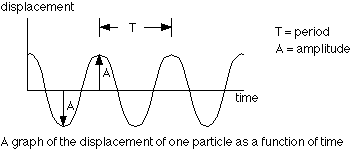 displacement
T
T = period
A = amplitude
A
A
time
A graph of the displacement of one particle as a function of time